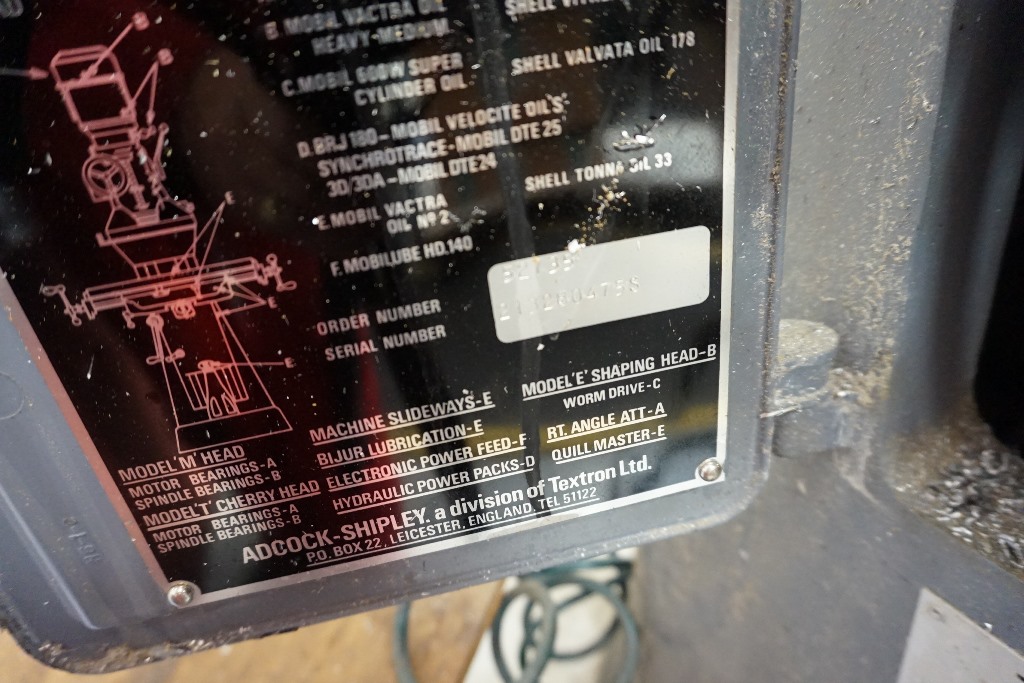 B. MOBIL VACTRA OIL
HEAVY-MEDIUM
SHELL
C. MOBIL 600W SUPER
CYLINDER OIL
SHELL VALVATA OIL 178
D. BRJ 180 – MOBIL VELOCITE OIL'S'
SYNCHROTRACE - MOBIL DTE 25
3D/3DA – MOBIL DTE24
E. MOBIL VACTRA
OIL Nº 2
SHELL TONNA OIL 33
F. MOBILUBE HD.140
ORDER NUMBER
SERIAL NUMBER
MODEL 'M' HEAD
MOTOR BEARINGS-A
SPINDLE BEARINGS-B
MODEL'T' CHERRY HEAD
MOTOR BEARINGS-A
SPINDLE BEARINGS-B
MACHINE SLIDEWAYS-E
BIJUR LUBRICATION-E
ELECTRONIC POWER FEED-F
HYDRAULIC POWER PACKS-D
MODEL'E' SHAPING HEAD-B
WORM DRIVE-C
RT. ANGLE ATT-A
QUILL MASTER-E
ADCOCK-SHIPLEY. a division of Textron Ltd.
P.O. BOX 22, LEICESTER, ENGLAND. TEL 51122